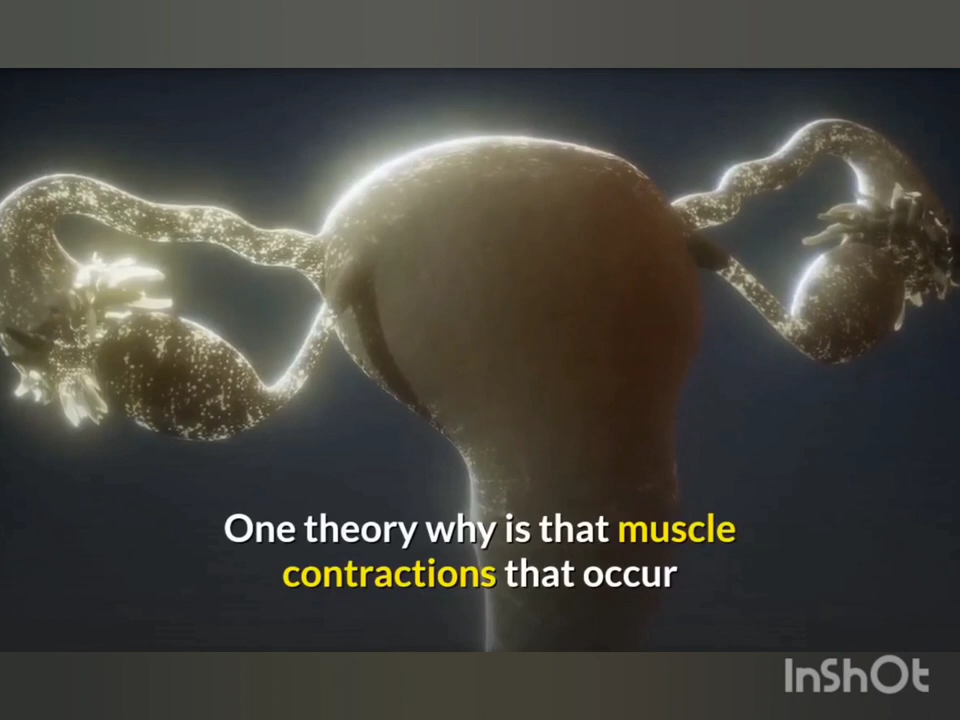 One theory why is that muscle
contractions that occur
InShOt